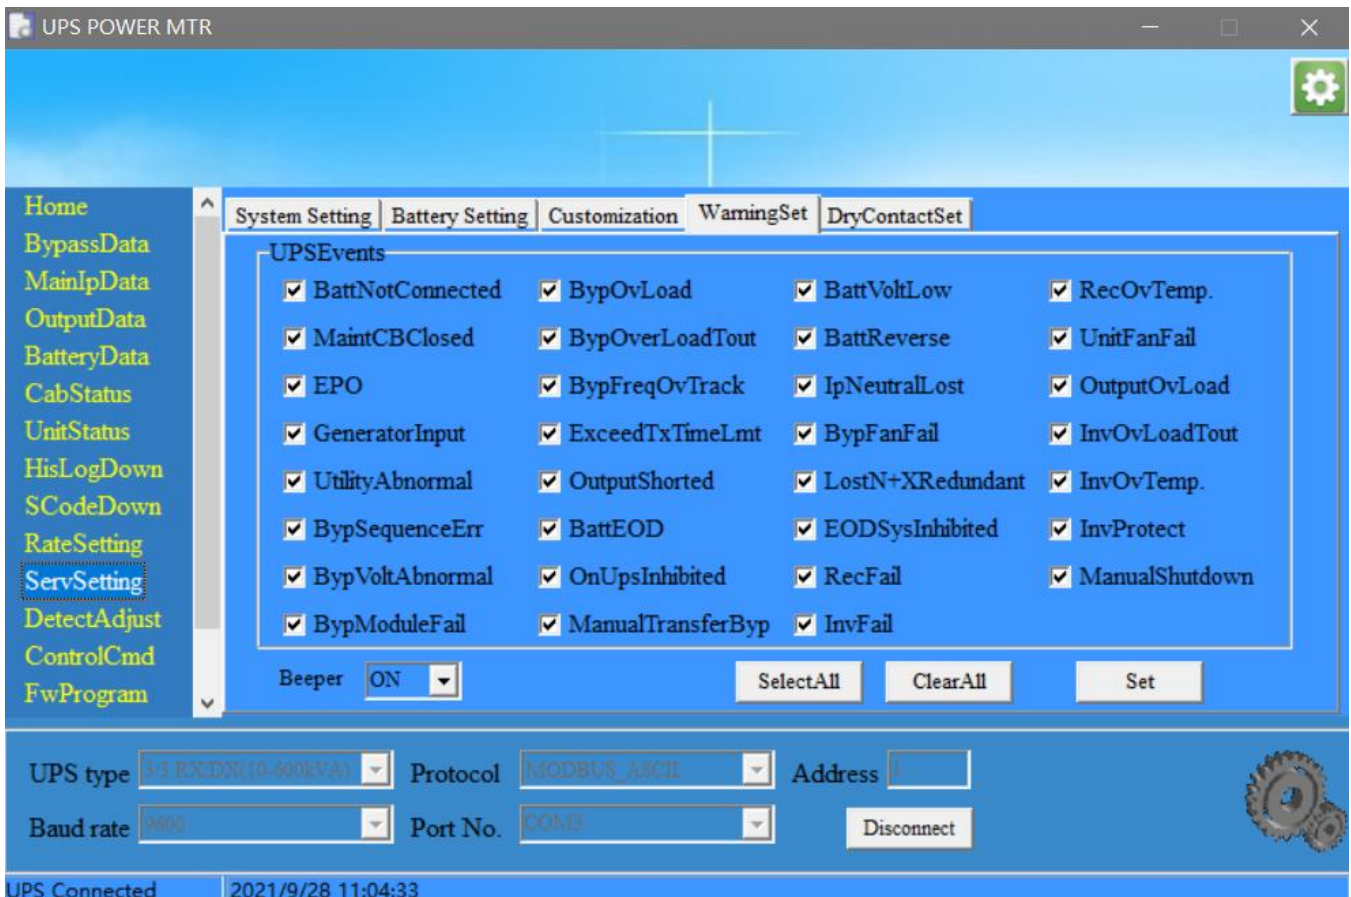 UPS POWER MTR
Home
BypassData
MainIpData
OutputData
BatteryData
CabStatus
UnitStatus
HisLogDown
SCodeDown
RateSetting
ServSetting
DetectAdjust
ControlCmd
FwProgram
System Setting Battery Setting Customization WarningSet DryContactSet
UPSEvents
BattNotConnected BypOvLoad BattVoltLow RecOvTemp.
MaintCBClosed BypOverLoadTout BattReverse UnitFanFail
EPO BypFreqOvTrack IpNeutralLost OutputOvLoad
GeneratorInput ExceedTxTimeLmt BypFanFail InvOvLoadTout
UtilityAbnormal OutputShorted LostN+XRedundant InvOvTemp.
BypSequenceErr BattEOD EODSysInhibited InvProtect
BypVoltAbnormal OnUpsInhibited RecFail ManualShutdown
BypModuleFail ManualTransferByp InvFail
Beeper ON SelectAll ClearAll Set
UPS type 3/3 RX/DX(10-600kVA) Protocol MODBUS_ASCII Address 1
Baud rate 9600 Port No. COM3 Disconnect
UPS Connected 2021/9/28 11:04:33